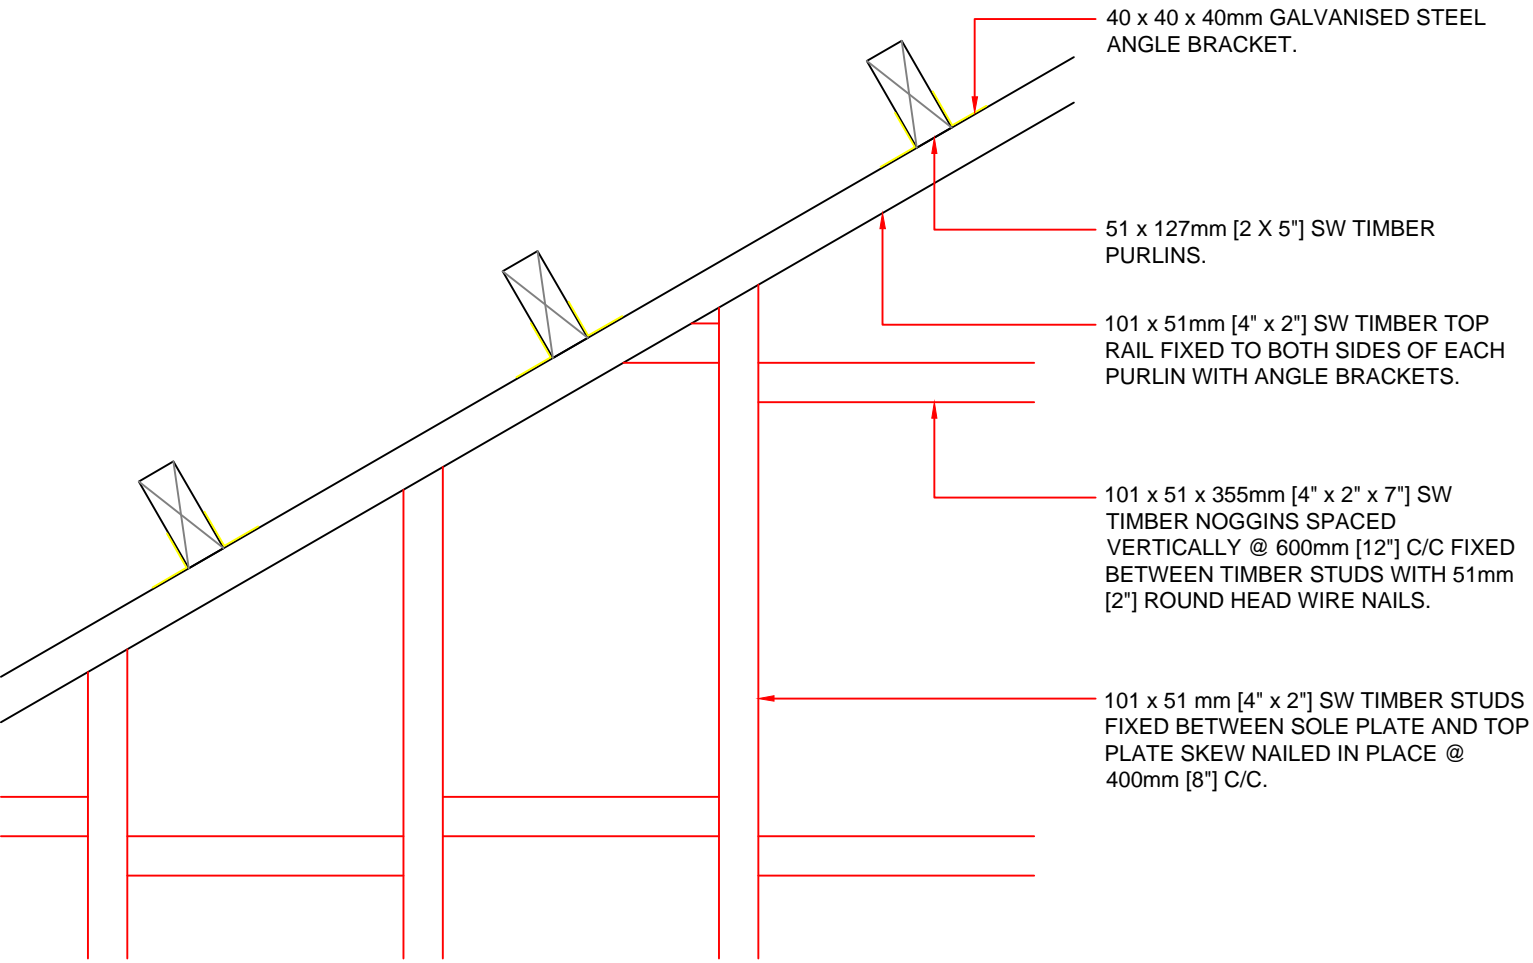 40 x 40 x 40mm GALVANISED STEEL
ANGLE BRACKET.
51 x 127mm [2 X 5"] SW TIMBER
PURLINS.
101 x 51mm [4" x 2"] SW TIMBER TOP
RAIL FIXED TO BOTH SIDES OF EACH
PURLIN WITH ANGLE BRACKETS.
101 x 51 x 355mm [4" x 2" x 7"] SW
TIMBER NOGGINS SPACED
VERTICALLY @ 600mm [12"] C/C FIXED
BETWEEN TIMBER STUDS WITH 51mm
[2"] ROUND HEAD WIRE NAILS.
101 x 51 mm [4" x 2"] SW TIMBER STUDS
FIXED BETWEEN SOLE PLATE AND TOP
PLATE SKEW NAILED IN PLACE @
400mm [8"] C/C.